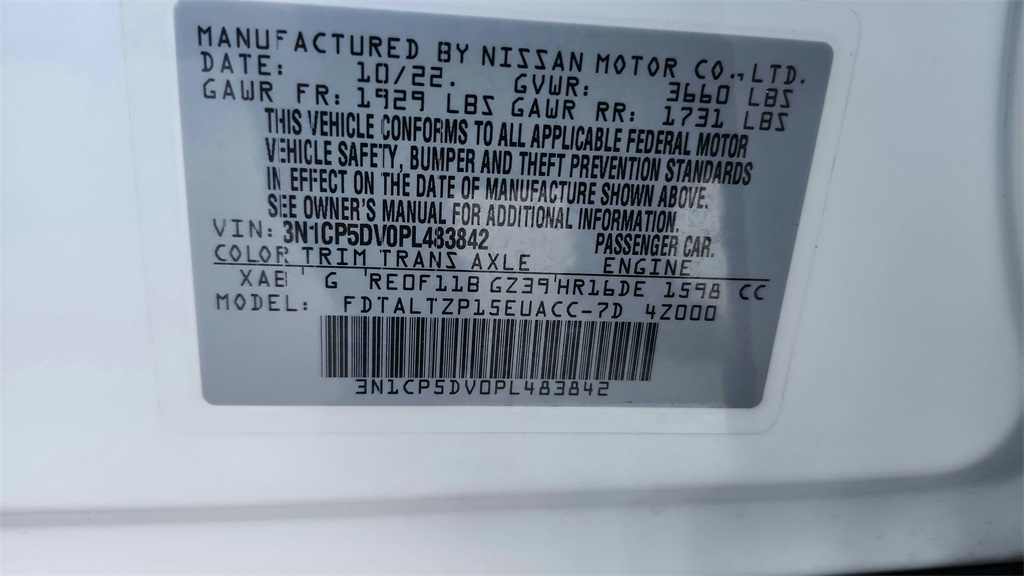 MANUFACTURED BY NISSAN MOTOR CO., LTD.
DATE: 10/22. GVWR: 3660 LBS
GAWR FR: 1929 LBS GAWR RR: 1731 LBS
THIS VEHICLE CONFORMS TO ALL APPLICABLE FEDERAL MOTOR
VEHICLE SAFETY, BUMPER AND THEFT PREVENTION STANDARDS
IN EFFECT ON THE DATE OF MANUFACTURE SHOWN ABOVE.
SEE OWNER'S MANUAL FOR ADDITIONAL INFORMATION.
VIN: 3N1CP5DV0PL483842 PASSENGER CAR.
COLOR TRIM TRANS AXLE ENGINE
XAB G RE0F11B GZ39 HR16DE 1598 CC
MODEL: FDTALTZP15EUACC-7D 4Z000
3N1CP5DV0PL483842